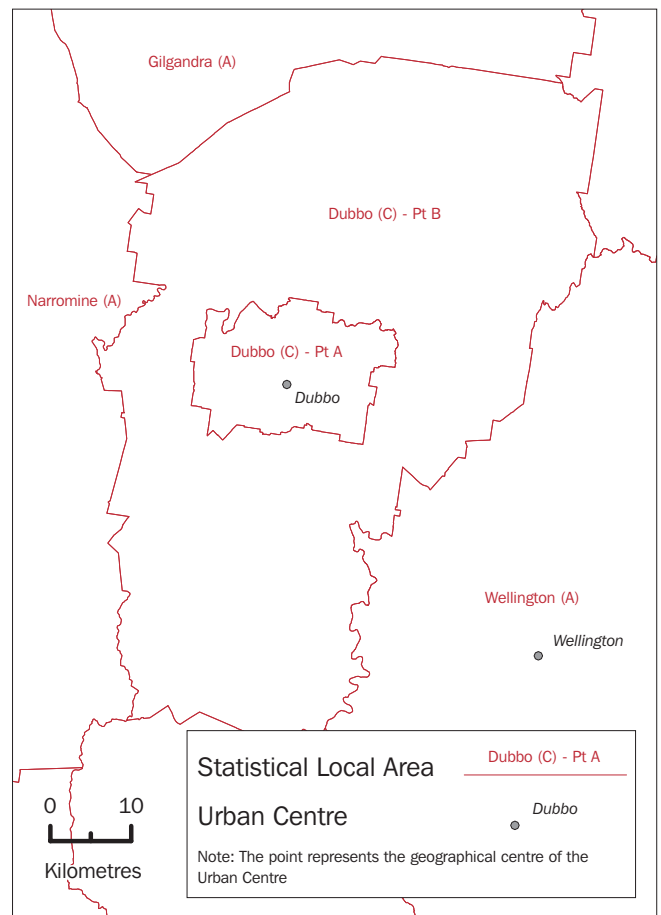 Gilgandra (A)
Dubbo (C) - Pt B
Narromine (A)
Dubbo (C) - Pt A
Dubbo
Wellington (A)
Wellington
Statistical Local Area
Dubbo (C) - Pt A
Urban Centre
Dubbo
Note: The point represents the geographical centre of the
Urban Centre
0 10
Kilometres